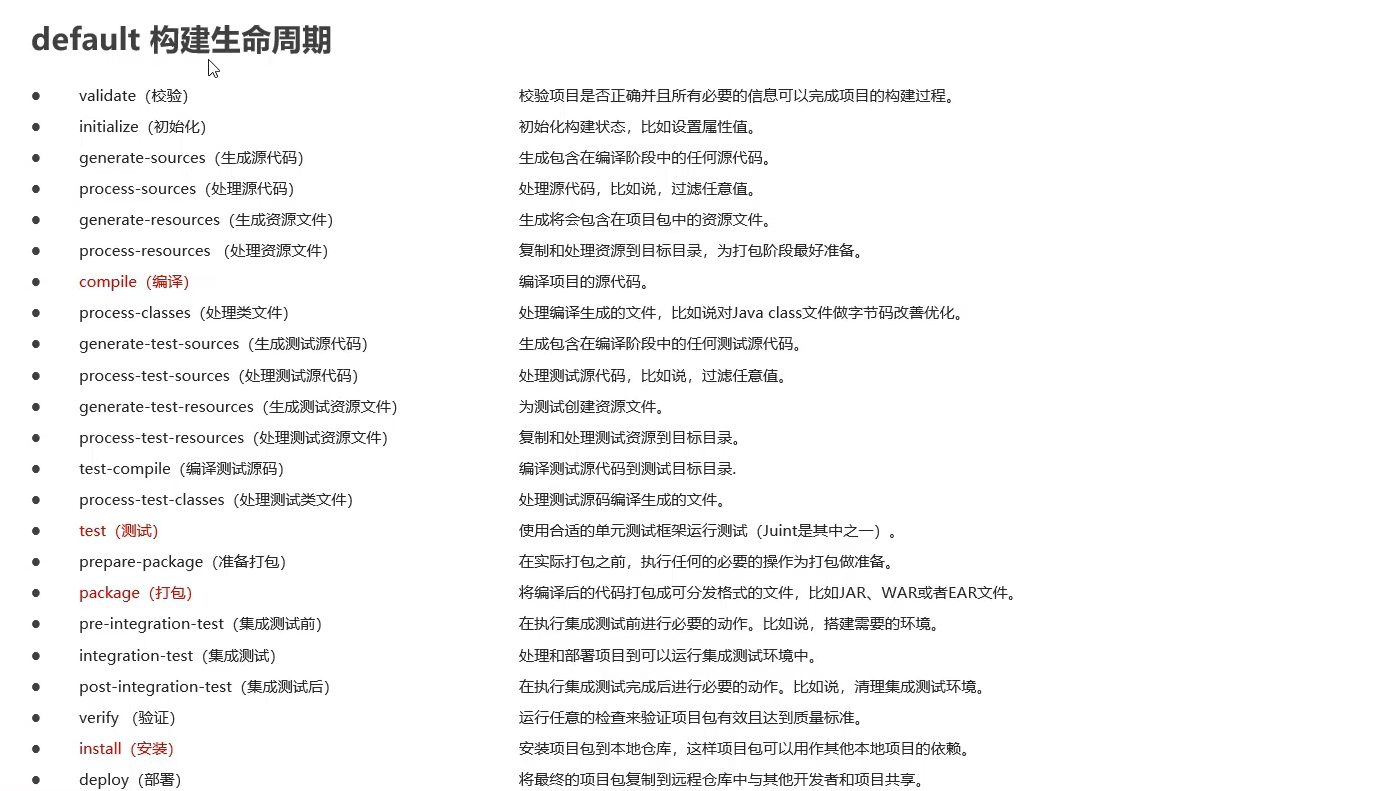 default 构建生命周期
● validate（校验） 校验项目是否正确并且所有必要的信息可以完成项目的构建过程。
● initialize（初始化） 初始化构建状态，比如设置属性值。
● generate-sources（生成源代码） 生成包含在编译阶段中的任何源代码。
● process-sources（处理源代码） 处理源代码，比如说，过滤任意值。
● generate-resources（生成资源文件） 生成将会包含在项目包中的资源文件。
● process-resources （处理资源文件） 复制和处理资源到目标目录，为打包阶段最好准备。
● compile（编译） 编译项目的源代码。
● process-classes（处理类文件） 处理编译生成的文件，比如说对Java class文件做字节码改善优化。
● generate-test-sources（生成测试源代码） 生成包含在编译阶段中的任何测试源代码。
● process-test-sources（处理测试源代码） 处理测试源代码，比如说，过滤任意值。
● generate-test-resources（生成测试资源文件） 为测试创建资源文件。
● process-test-resources（处理测试资源文件） 复制和处理测试资源到目标目录。
● test-compile（编译测试源码） 编译测试源代码到测试目标目录.
● process-test-classes（处理测试类文件） 处理测试源码编译生成的文件。
● test（测试） 使用合适的单元测试框架运行测试（Juint是其中之一）。
● prepare-package（准备打包） 在实际打包之前，执行任何的必要的操作为打包做准备。
● package（打包） 将编译后的代码打包成可分发格式的文件，比如JAR、WAR或者EAR文件。
● pre-integration-test（集成测试前） 在执行集成测试前进行必要的动作。比如说，搭建需要的环境。
● integration-test（集成测试） 处理和部署项目到可以运行集成测试环境中。
● post-integration-test（集成测试后） 在执行集成测试完成后进行必要的动作。比如说，清理集成测试环境。
● verify （验证） 运行任意的检查来验证项目包有效且达到质量标准。
● install（安装） 安装项目包到本地仓库，这样项目包可以用作其他本地项目的依赖。
● deploy（部署） 将最终的项目包复制到远程仓库中与其他开发者和项目共享。